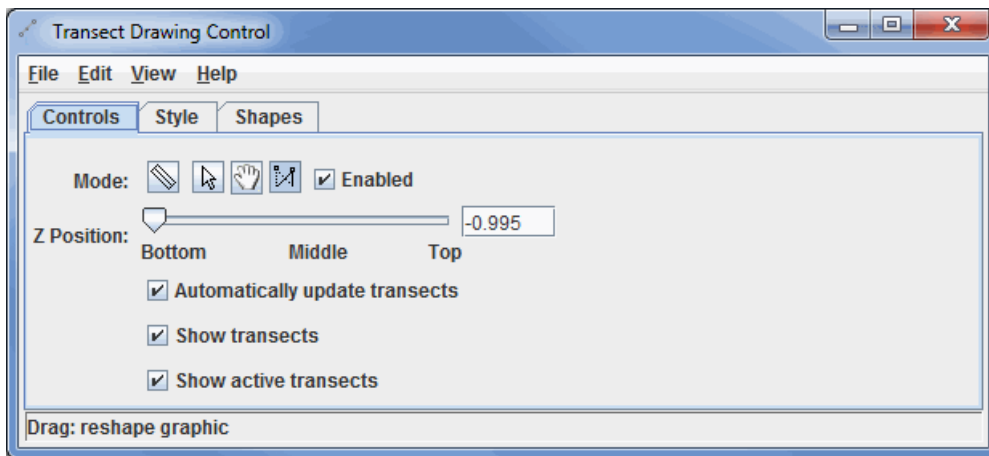 Transect Drawing Control
File Edit View Help
Controls Style Shapes
Mode: Enabled
Z Position: -0.995
Bottom Middle Top
Automatically update transects
Show transects
Show active transects
Drag: reshape graphic